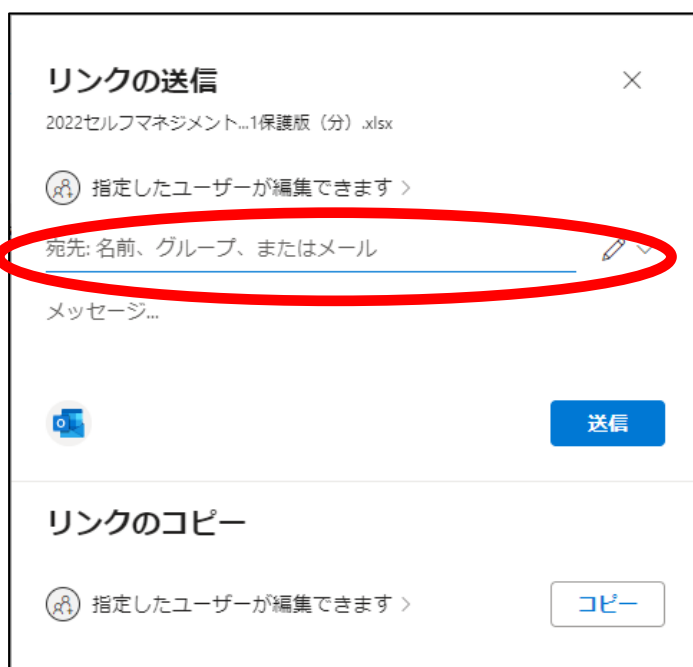 リンクの送信
2022セルフマネジメント...1保護版（分）.xlsx
指定したユーザーが編集できます
宛先: 名前、グループ、またはメール
メッセージ...
送信
リンクのコピー
指定したユーザーが編集できます
コピー